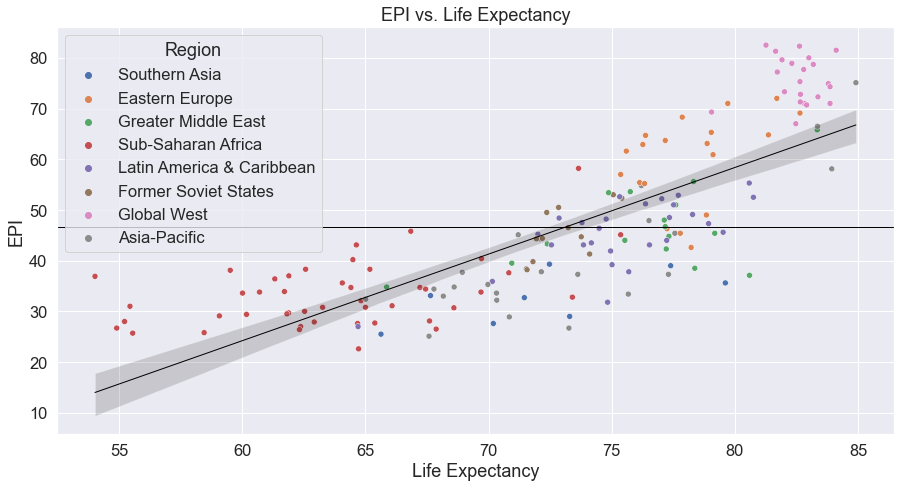 EPI vs. Life Expectancy
Region
Southern Asia
Eastern Europe
Greater Middle East
Sub-Saharan Africa
Latin America & Caribbean
Former Soviet States
Global West
Asia-Pacific
EPI
80
70
60
50
40
30
20
10
55
60
65
70
75
80
85
Life Expectancy